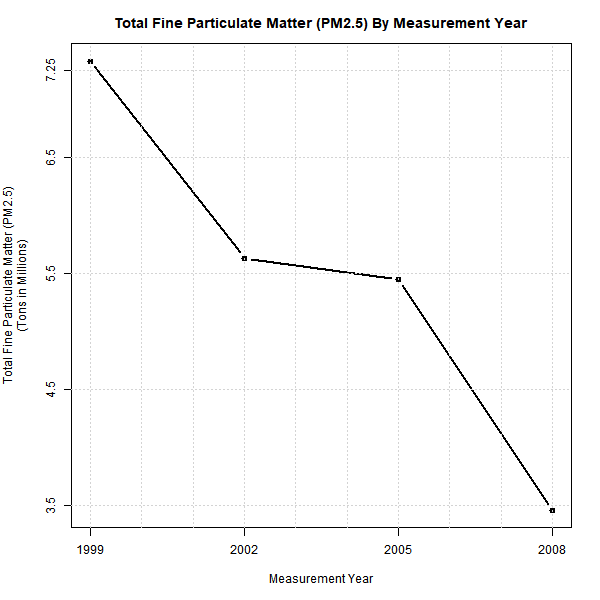 Total Fine Particulate Matter (PM2.5) By Measurement Year
Total Fine Particulate Matter (PM2.5)
(Tons in Millions)
7.25
6.5
5.5
4.5
3.5
1999 2002 2005 2008
Measurement Year